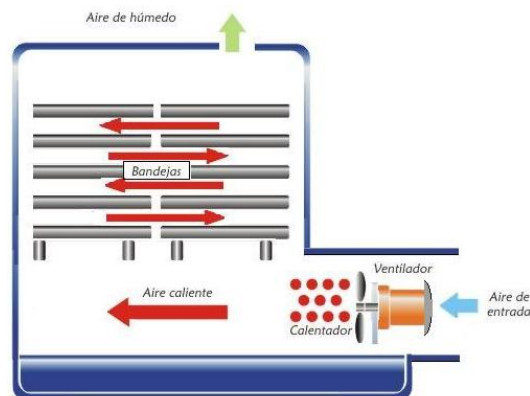 Aire de húmedo
Bandejas
Ventilador
Aire caliente
Calentador
Aire de
entrada